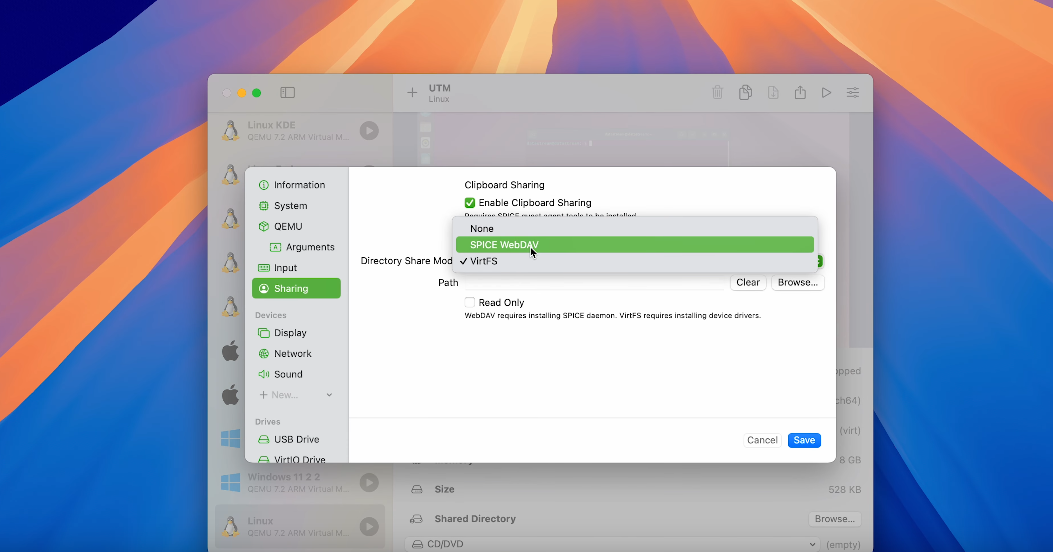 UTM
Linux
Linux KDE
QEMU 7.2 ARM Virtual M...
Information
System
QEMU
Arguments
Input
Sharing
Devices
Display
Network
Sound
New...
Drives
USB Drive
VirtIO Drive
Clipboard Sharing
Enable Clipboard Sharing
Requires SPICE guest agent tools to be installed.
None
SPICE WebDAV
Directory Share Mod
VirtFS
Path
Clear
Browse...
Read Only
WebDAV requires installing SPICE daemon. VirtFS requires installing device drivers.
Cancel
Save
opped
ch64)
(virt)
8 GB
Windows 11 2 2
QEMU 7.2 ARM Virtual M...
Size
528 KB
Linux
QEMU 7.2 ARM Virtual M...
Shared Directory
Browse...
CD/DVD
(empty)